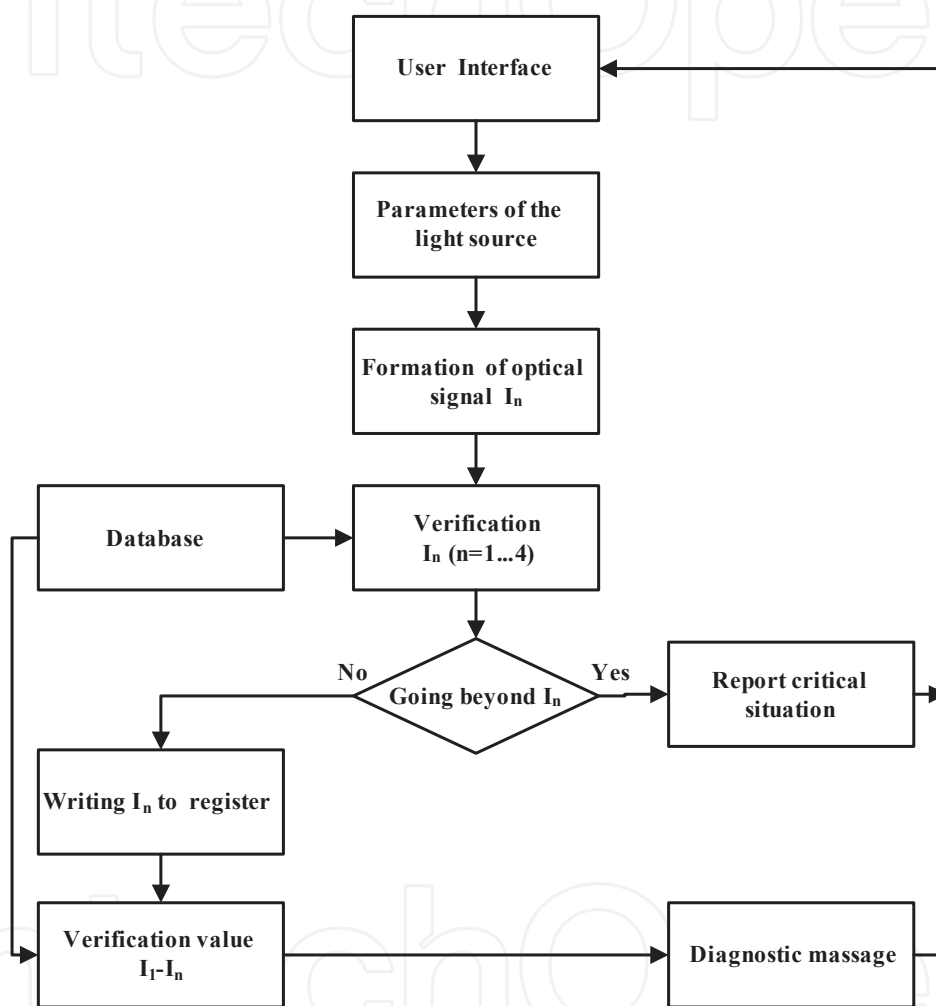 User Interface
Parameters of the
light source
Formation of optical
signal Iₙ
Database
Verification
Iₙ (n=1...4)
No
Yes
Going beyond Iₙ
Report critical
situation
Writing Iₙ to register
Verification value
I₁-Iₙ
Diagnostic massage